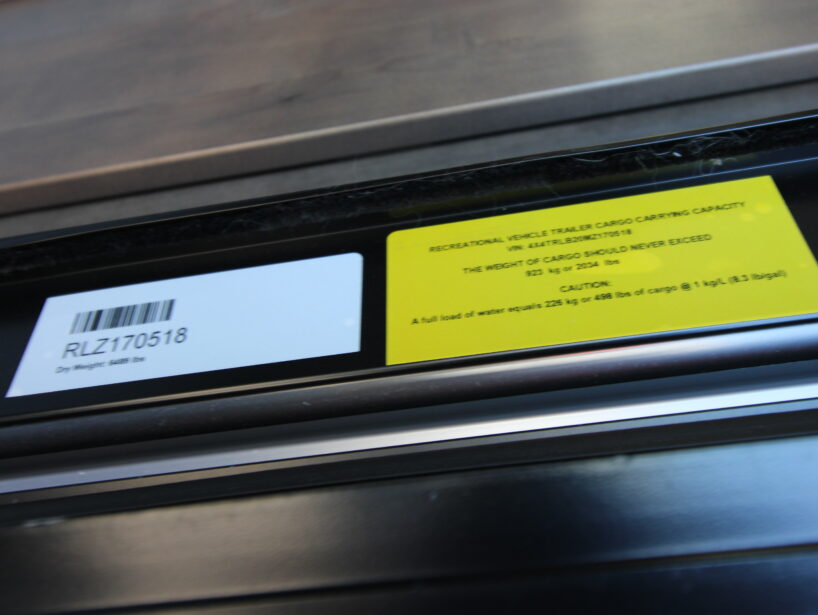 RLZ170518
Dry Weight: 6486 lbs
RECREATIONAL VEHICLE TRAILER CARGO CARRYING CAPACITY
VIN: 4X4TRLB20MZ170518
THE WEIGHT OF CARGO SHOULD NEVER EXCEED
923 kg or 2034 lbs
CAUTION:
A full load of water equals 226 kg or 498 lbs of cargo @ 1 kg/L (8.3 lb/gal)